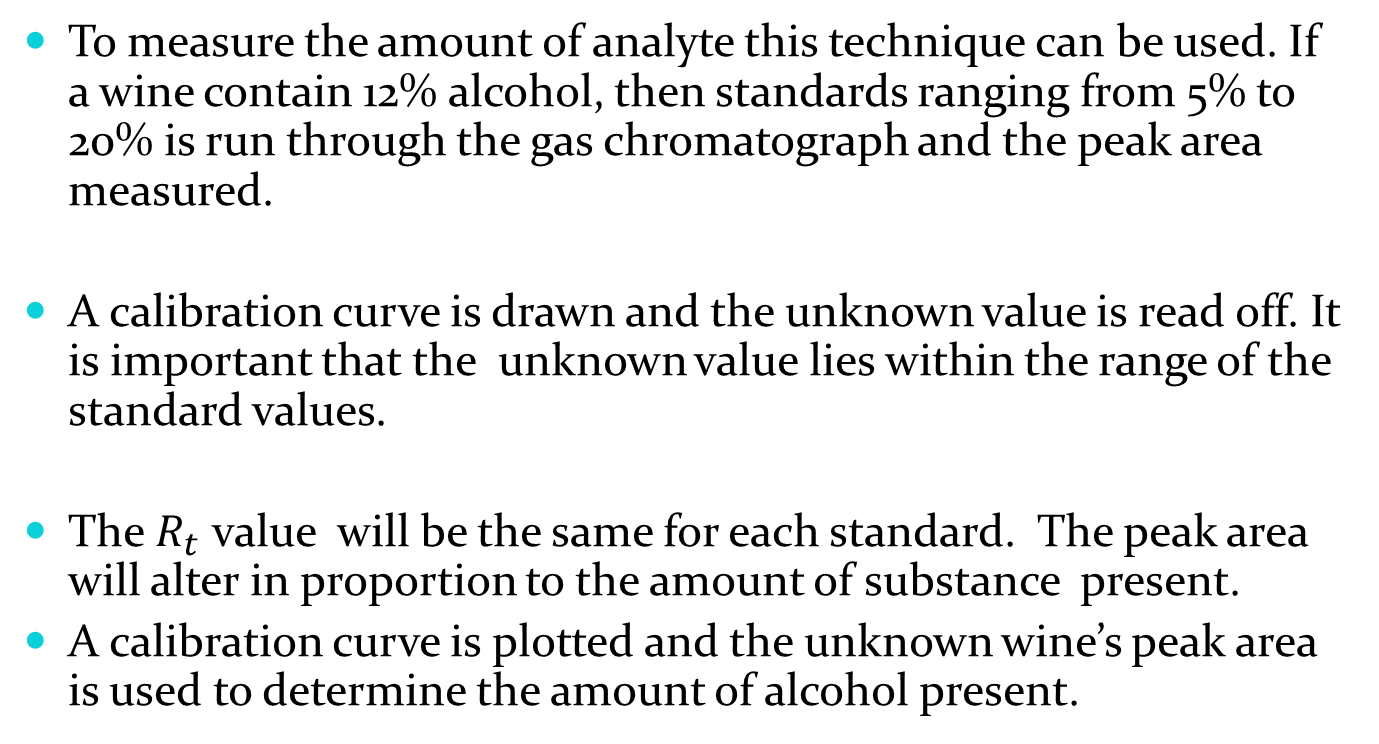 • To measure the amount of analyte this technique can be used. If
a wine contain 12% alcohol, then standards ranging from 5% to
20% is run through the gas chromatograph and the peak area
measured.
• A calibration curve is drawn and the unknown value is read off. It
is important that the unknown value lies within the range of the
standard values.
• The Rₜ value will be the same for each standard. The peak area
will alter in proportion to the amount of substance present.
• A calibration curve is plotted and the unknown wine’s peak area
is used to determine the amount of alcohol present.